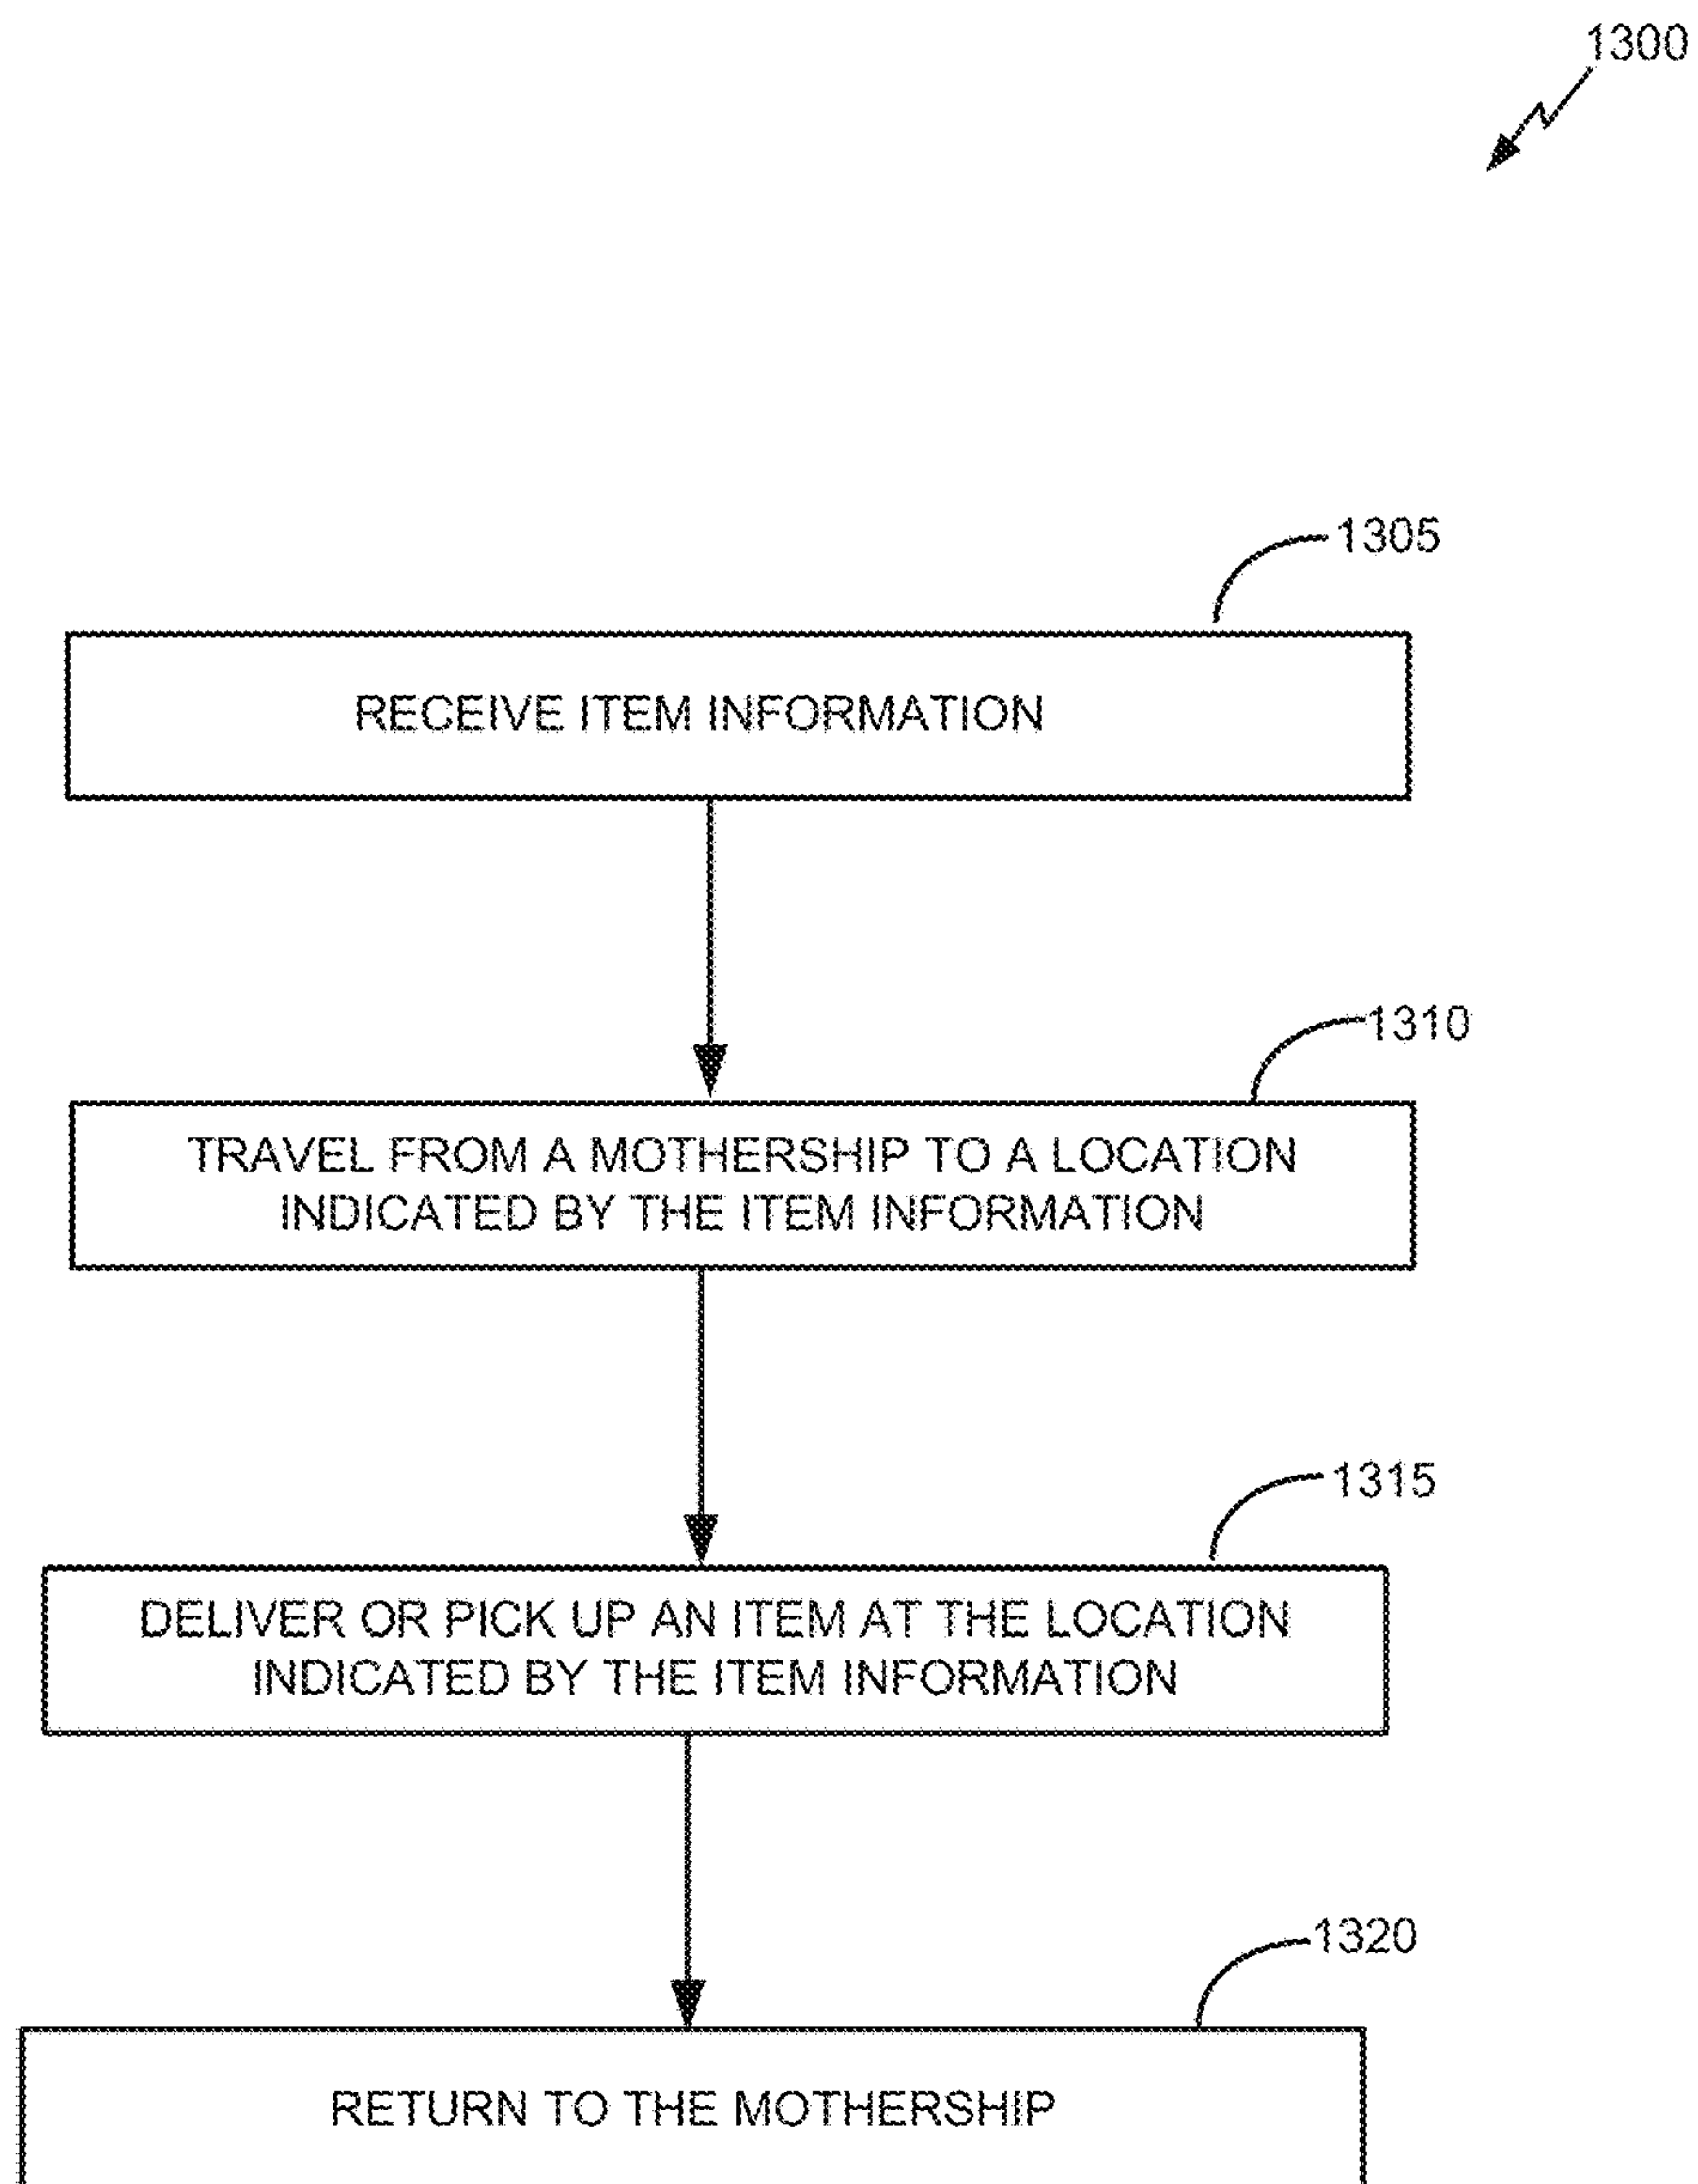 1300
1305
RECEIVE ITEM INFORMATION
1310
TRAVEL FROM A MOTHERSHIP TO A LOCATION
INDICATED BY THE ITEM INFORMATION
1315
DELIVER OR PICK UP AN ITEM AT THE LOCATION
INDICATED BY THE ITEM INFORMATION
1320
RETURN TO THE MOTHERSHIP